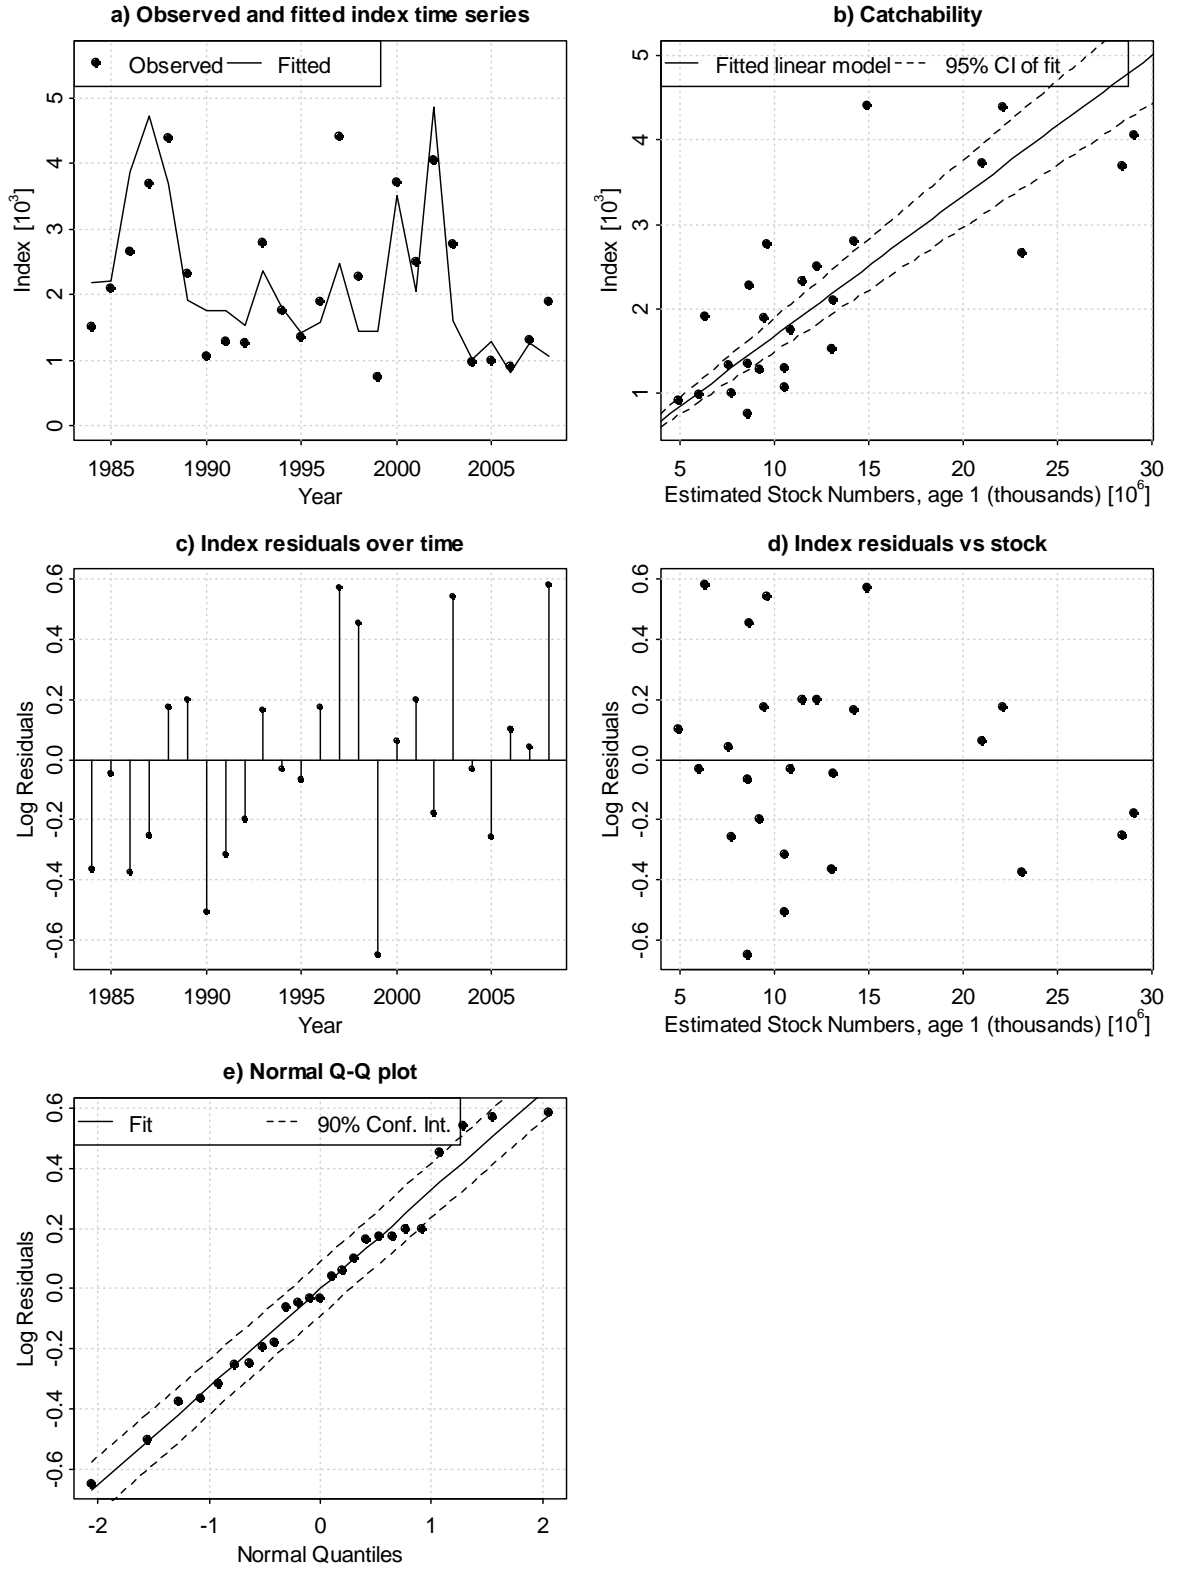 a) Observed and fitted index time series
Observed Fitted
Index [10³]
0 1 2 3 4 5
1985 1990 1995 2000 2005
Year
b) Catchability
Fitted linear model 95% CI of fit
Index [10³]
1 2 3 4 5
5 10 15 20 25 30
Estimated Stock Numbers, age 1 (thousands) [10⁶]
c) Index residuals over time
Log Residuals
-0.6 -0.4 -0.2 0.0 0.2 0.4 0.6
1985 1990 1995 2000 2005
Year
d) Index residuals vs stock
Log Residuals
-0.6 -0.4 -0.2 0.0 0.2 0.4 0.6
5 10 15 20 25 30
Estimated Stock Numbers, age 1 (thousands) [10⁶]
e) Normal Q-Q plot
Fit 90% Conf. Int.
Log Residuals
-0.6 -0.4 -0.2 0.0 0.2 0.4 0.6
-2 -1 0 1 2
Normal Quantiles